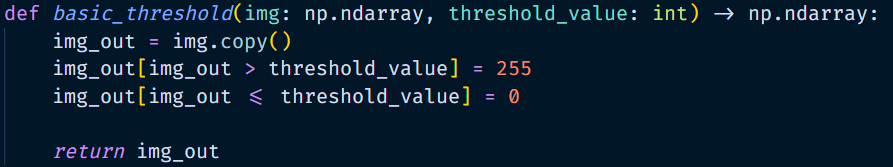 def basic_threshold(img: np.ndarray, threshold_value: int) → np.ndarray:
    img_out = img.copy()
    img_out[img_out > threshold_value] = 255
    img_out[img_out ⩽ threshold_value] = 0
    return img_out